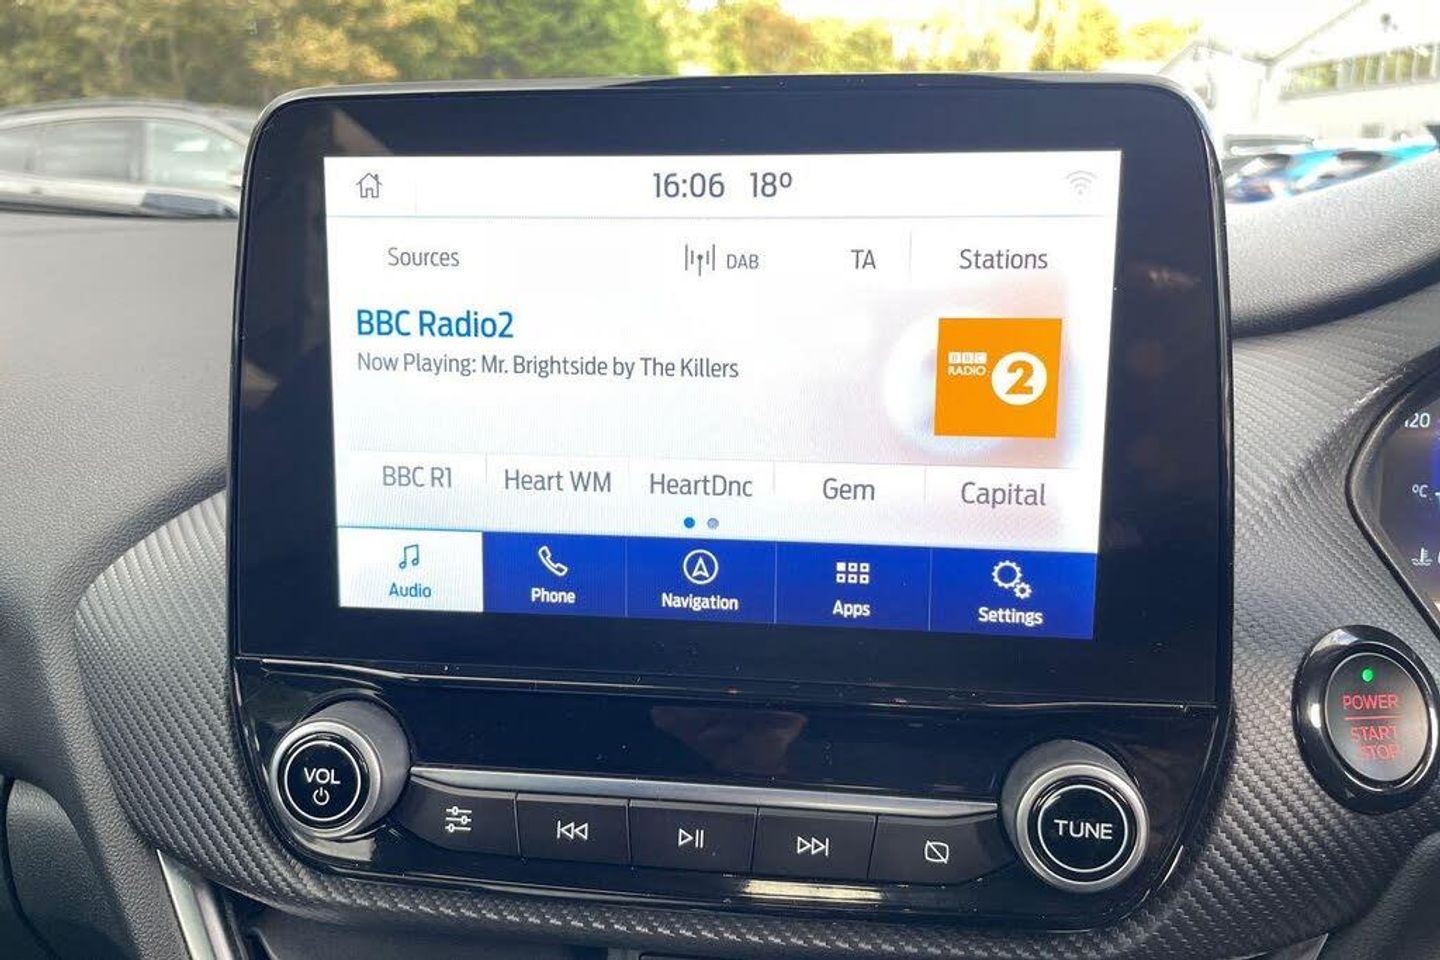 16:06 18º
Sources DAB TA Stations
BBC Radio2
Now Playing: Mr. Brightside by The Killers
BBC
RADIO
2
BBC R1 Heart WM HeartDnc Gem Capital
Audio Phone Navigation Apps Settings
VOL
TUNE
POWER
START
STOP
120
ºC